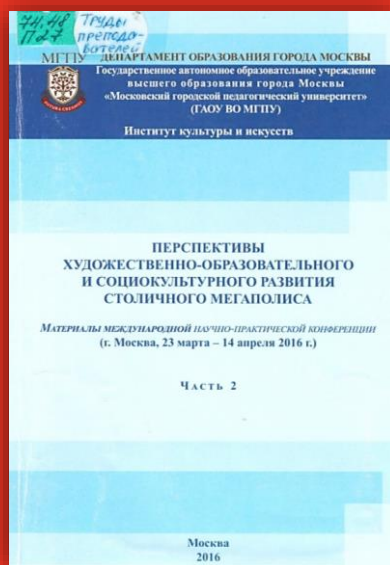 74.48
П27
Труды
преподо-
вателей
МГПУ
ДЕПАРТАМЕНТ ОБРАЗОВАНИЯ ГОРОДА МОСКВЫ
Государственное автономное образовательное учреждение
высшего образования города Москвы
«Московский городской педагогический университет»
(ГАОУ ВО МГПУ)
Институт культуры и искусств
ПЕРСПЕКТИВЫ
ХУДОЖЕСТВЕННО-ОБРАЗОВАТЕЛЬНОГО
И СОЦИОКУЛЬТУРНОГО РАЗВИТИЯ
СТОЛИЧНОГО МЕГАПОЛИСА
МАТЕРИАЛЫ МЕЖДУНАРОДНОЙ НАУЧНО-ПРАКТИЧЕСКОЙ КОНФЕРЕНЦИИ
(г. Москва, 23 марта – 14 апреля 2016 г.)
ЧАСТЬ 2
Москва
2016